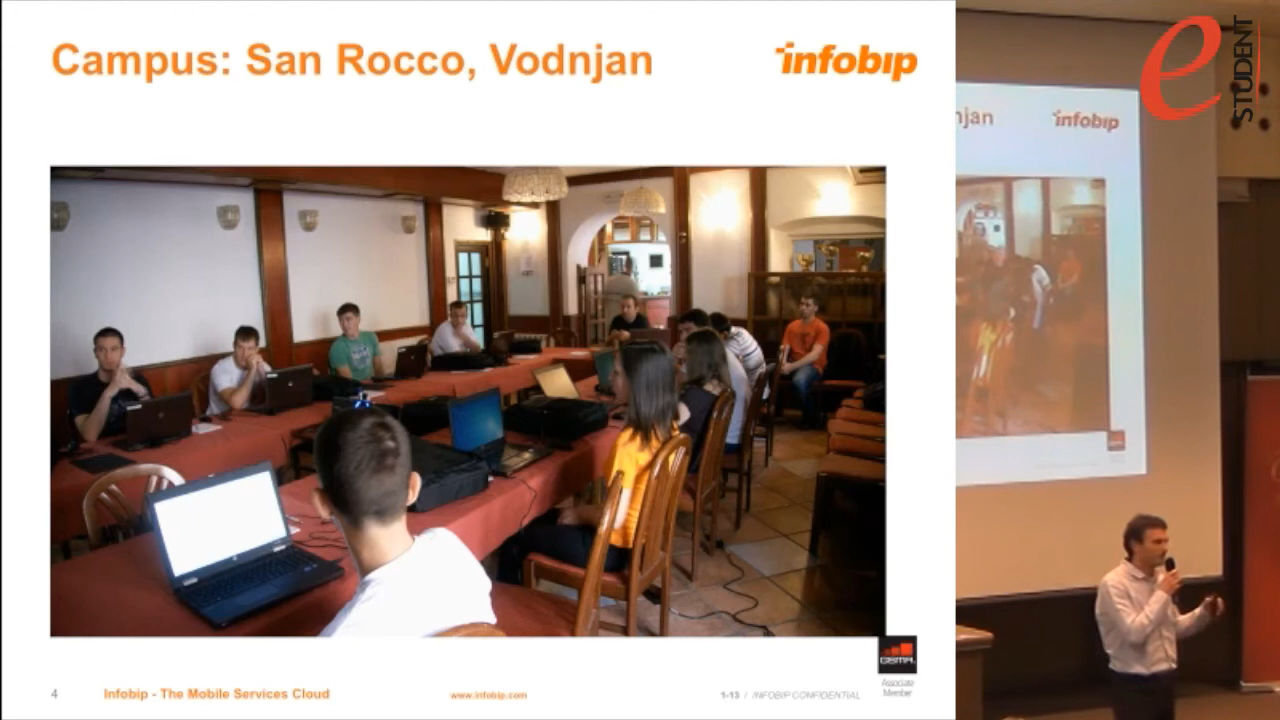 Campus: San Rocco, Vodnjan
infobip
4
Infobip - The Mobile Services Cloud
www.infobip.com
1-13 / INFOBIP CONFIDENTIAL
GSMA
Associate
Member
njan
infobip
e STUDENT